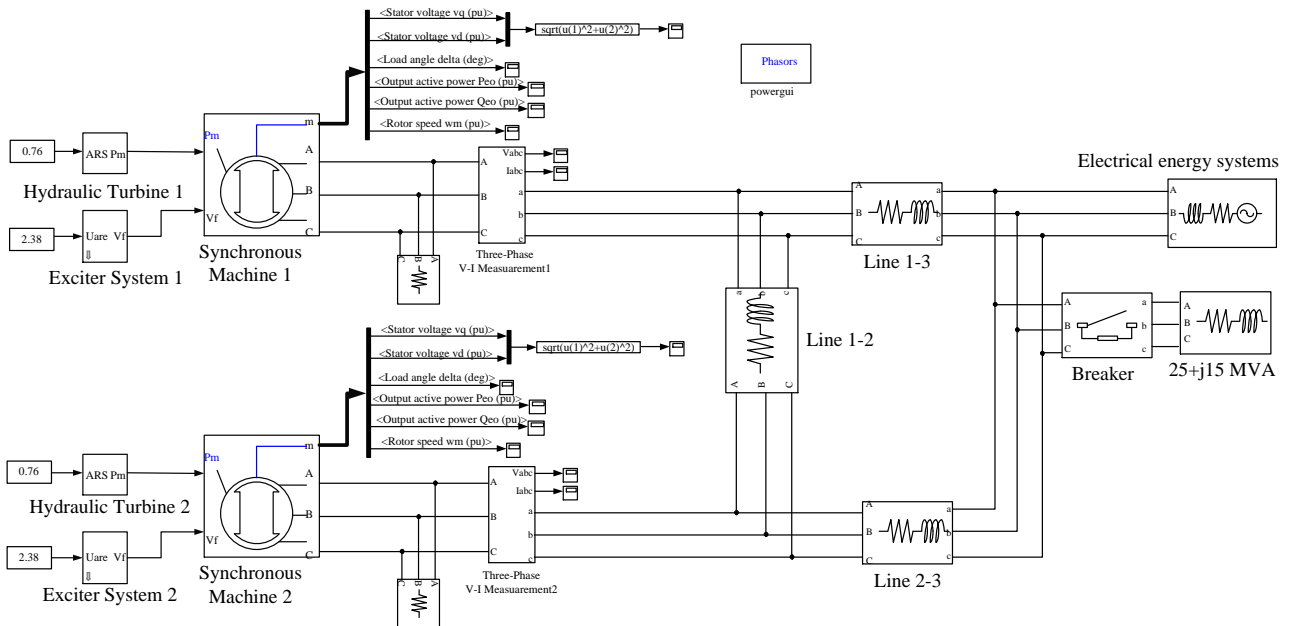 <Stator voltage vq (pu)>
<Stator voltage vd (pu)>
sqrt(u(1)^2+u(2)^2)
<Load angle delta (deg)>
<Output active power Peo (pu)>
<Output active power Qeo (pu)>
<Rotor speed wm (pu)>
Phasors
powergui
0.76
ARS Pm
Hydraulic Turbine 1
2.38
Uare Vf
Exciter System 1
Pm
Vf
m
A
B
C
Synchronous
Machine 1
C
B
A
A
B
C
Vabc
Iabc
a
b
c
Three-Phase
V-I Measuarement1
A
B
C
a
b
c
Line 1-3
Electrical energy systems
A
B
C
a
b
c
A
B
C
Line 1-2
A
B
C
a
b
c
Breaker
A
B
C
25+j15 MVA
<Stator voltage vq (pu)>
<Stator voltage vd (pu)>
sqrt(u(1)^2+u(2)^2)
<Load angle delta (deg)>
<Output active power Peo (pu)>
<Output active power Qeo (pu)>
<Rotor speed wm (pu)>
0.76
ARS Pm
Hydraulic Turbine 2
2.38
Uare Vf
Exciter System 2
Pm
Vf
m
A
B
C
Synchronous
Machine 2
C
B
A
A
B
C
Vabc
Iabc
a
b
c
Three-Phase
V-I Measuarement2
A
B
C
a
b
c
Line 2-3